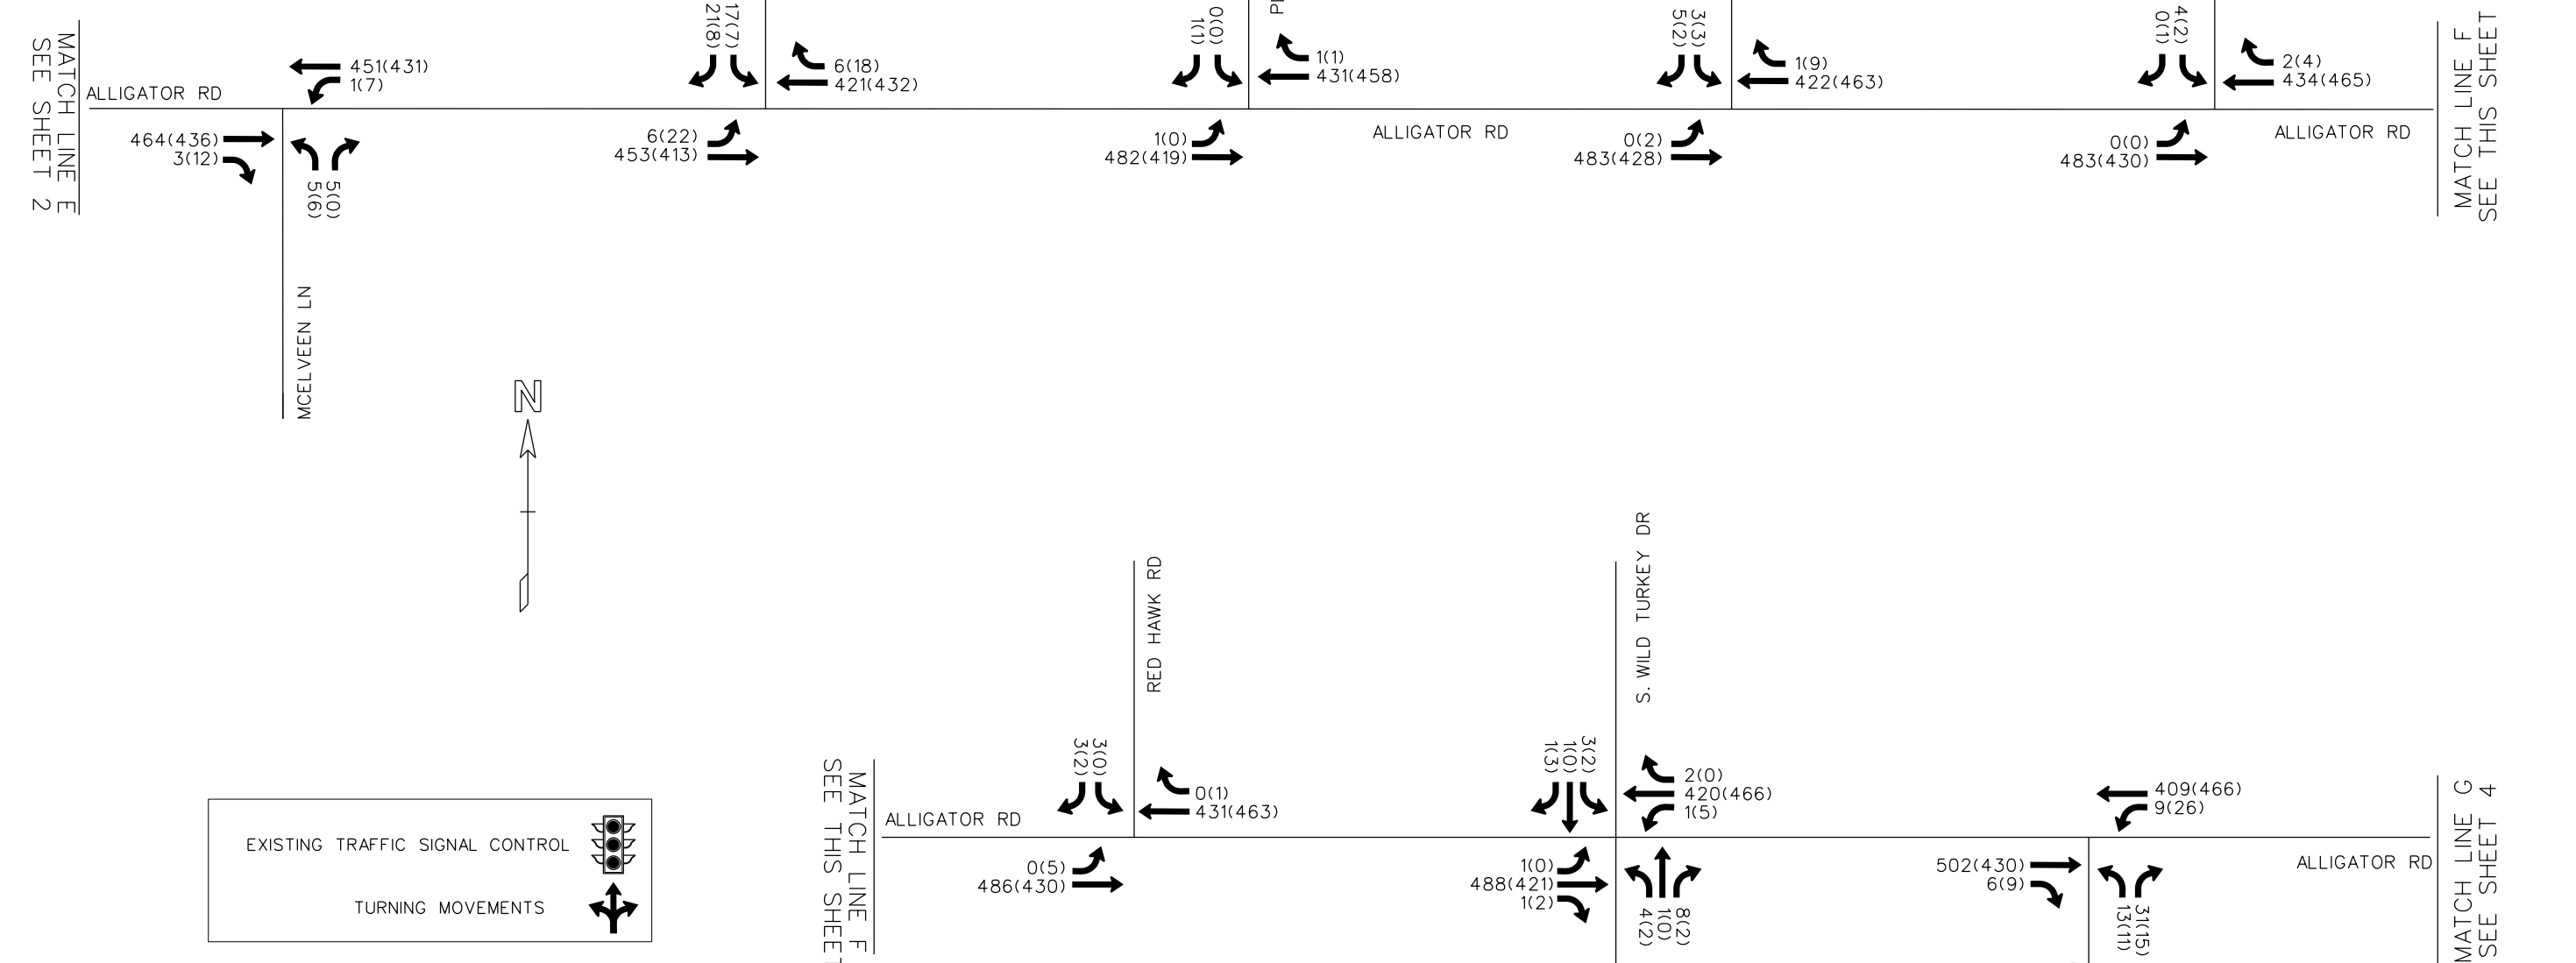 MATCH LINE E
SEE SHEET 2
ALLIGATOR RD
451(431)
1(7)
464(436)
3(12)
5(6)
5(0)
MCELVEEN LN
21(8)
17(7)
6(18)
421(432)
6(22)
453(413)
1(1)
0(0)
1(1)
431(458)
1(0)
482(419)
ALLIGATOR RD
5(2)
3(3)
1(9)
422(463)
0(2)
483(428)
0(1)
4(2)
2(4)
434(465)
0(0)
483(430)
ALLIGATOR RD
MATCH LINE F
SEE THIS SHEET
N
EXISTING TRAFFIC SIGNAL CONTROL
TURNING MOVEMENTS
MATCH LINE F
SEE THIS SHEET
ALLIGATOR RD
RED HAWK RD
3(2)
3(0)
0(1)
431(463)
0(5)
486(430)
S. WILD TURKEY DR
1(3)
1(0)
3(2)
2(0)
420(466)
1(5)
1(0)
488(421)
1(2)
4(2)
1(0)
8(2)
409(466)
9(26)
502(430)
6(9)
13(11)
31(15)
ALLIGATOR RD
MATCH LINE G
SEE SHEET 4